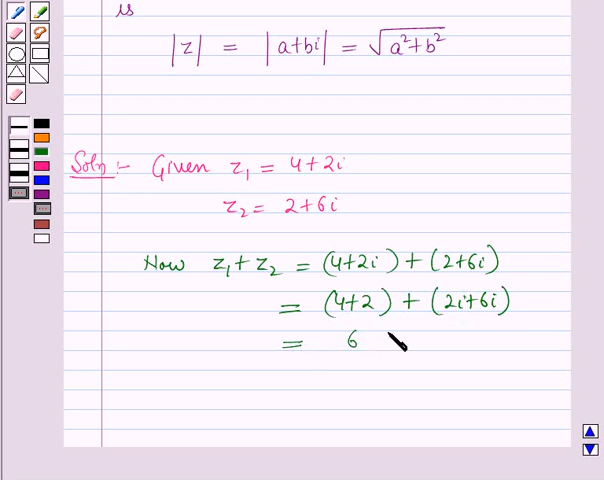 is
|z| = |a+bi| = √a²+b²
Soln :- Given z₁ = 4+2i
z₂ = 2+6i
Now z₁ + z₂ = (4+2i) + (2+6i)
= (4+2) + (2i+6i)
= 6